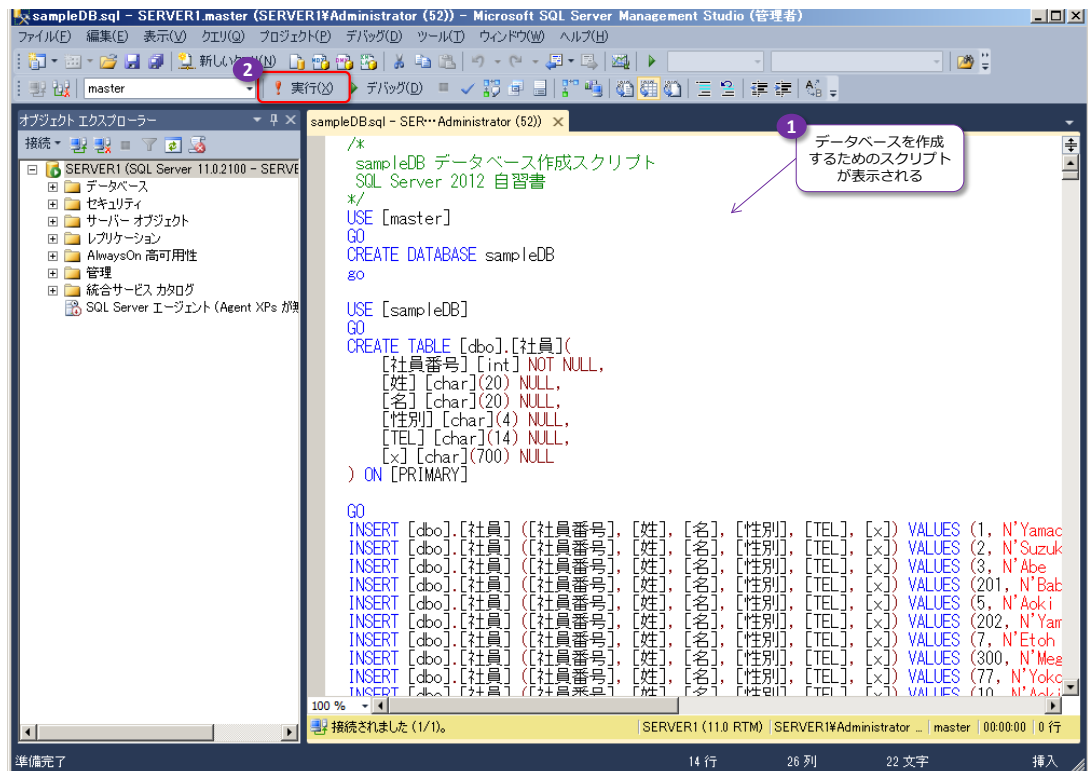 sampleDB.sql - SERVER1.master (SERVER1¥Administrator (52)) - Microsoft SQL Server Management Studio (管理者)
ファイル(F) 編集(E) 表示(V) クエリ(Q) プロジェクト(P) デバッグ(D) ツール(T) ウィンドウ(W) ヘルプ(H)
2
master
実行(X)
デバッグ(D)
オブジェクト エクスプローラー
接続
SERVER1 (SQL Server 11.0.2100 - SERVE
データベース
セキュリティ
サーバー オブジェクト
レプリケーション
AlwaysOn 高可用性
管理
統合サービス カタログ
SQL Server エージェント (Agent XPs が無
sampleDB.sql - SER…Administrator (52))
1
データベースを作成
するためのスクリプト
が表示される
/*
sampleDB データベース作成スクリプト
SQL Server 2012 自習書
*/
USE [master]
GO
CREATE DATABASE sampleDB
go
USE [sampleDB]
GO
CREATE TABLE [dbo].[社員](
[社員番号] [int] NOT NULL,
[姓] [char](20) NULL,
[名] [char](20) NULL,
[性別] [char](4) NULL,
[TEL] [char](14) NULL,
[x] [char](700) NULL
) ON [PRIMARY]
GO
INSERT [dbo].[社員] ([社員番号], [姓], [名], [性別], [TEL], [x]) VALUES (1, N'Yamad
INSERT [dbo].[社員] ([社員番号], [姓], [名], [性別], [TEL], [x]) VALUES (2, N'Suzuk
INSERT [dbo].[社員] ([社員番号], [姓], [名], [性別], [TEL], [x]) VALUES (3, N'Abe
INSERT [dbo].[社員] ([社員番号], [姓], [名], [性別], [TEL], [x]) VALUES (201, N'Bab
INSERT [dbo].[社員] ([社員番号], [姓], [名], [性別], [TEL], [x]) VALUES (5, N'Aoki
INSERT [dbo].[社員] ([社員番号], [姓], [名], [性別], [TEL], [x]) VALUES (202, N'Yam
INSERT [dbo].[社員] ([社員番号], [姓], [名], [性別], [TEL], [x]) VALUES (7, N'Etoh
INSERT [dbo].[社員] ([社員番号], [姓], [名], [性別], [TEL], [x]) VALUES (300, N'Meg
INSERT [dbo].[社員] ([社員番号], [姓], [名], [性別], [TEL], [x]) VALUES (77, N'Yoko
INSERT [dbo].[社員] ([社員番号], [姓], [名], [性別], [TEL], [x]) VALUES (10, N'Aoki
100 %
接続されました (1/1)。
SERVER1 (11.0 RTM) SERVER1¥Administrator ... master 00:00:00 0 行
準備完了 14 行 26 列 22 文字 挿入